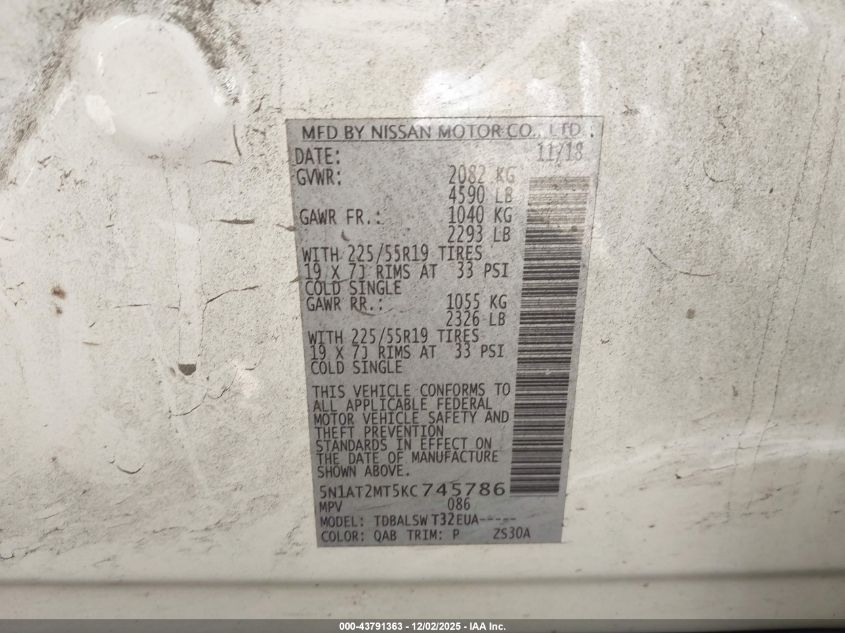 MFD BY NISSAN MOTOR CO., LTD.
DATE: 11/18
GVWR: 2082 KG
4590 LB
GAWR FR.: 1040 KG
2293 LB
WITH 225/55R19 TIRES
19 X 7J RIMS AT 33 PSI
COLD SINGLE
GAWR RR.: 1055 KG
2326 LB
WITH 225/55R19 TIRES
19 X 7J RIMS AT 33 PSI
COLD SINGLE
THIS VEHICLE CONFORMS TO
ALL APPLICABLE FEDERAL
MOTOR VEHICLE SAFETY AND
THEFT PREVENTION
STANDARDS IN EFFECT ON
THE DATE OF MANUFACTURE
SHOWN ABOVE.
5N1AT2MT5KC745786
MPV 086
MODEL: TDBALSW T32EUA-----
COLOR: QAB TRIM: P ZS30A
000-43791363 - 12/02/2025 - IAA Inc.